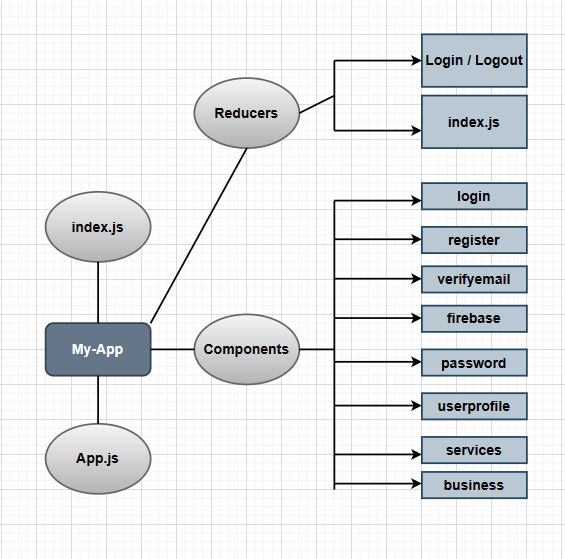 Login / Logout
Reducers
index.js
login
index.js
register
verifyemail
firebase
My-App
Components
password
userprofile
App.js
services
business